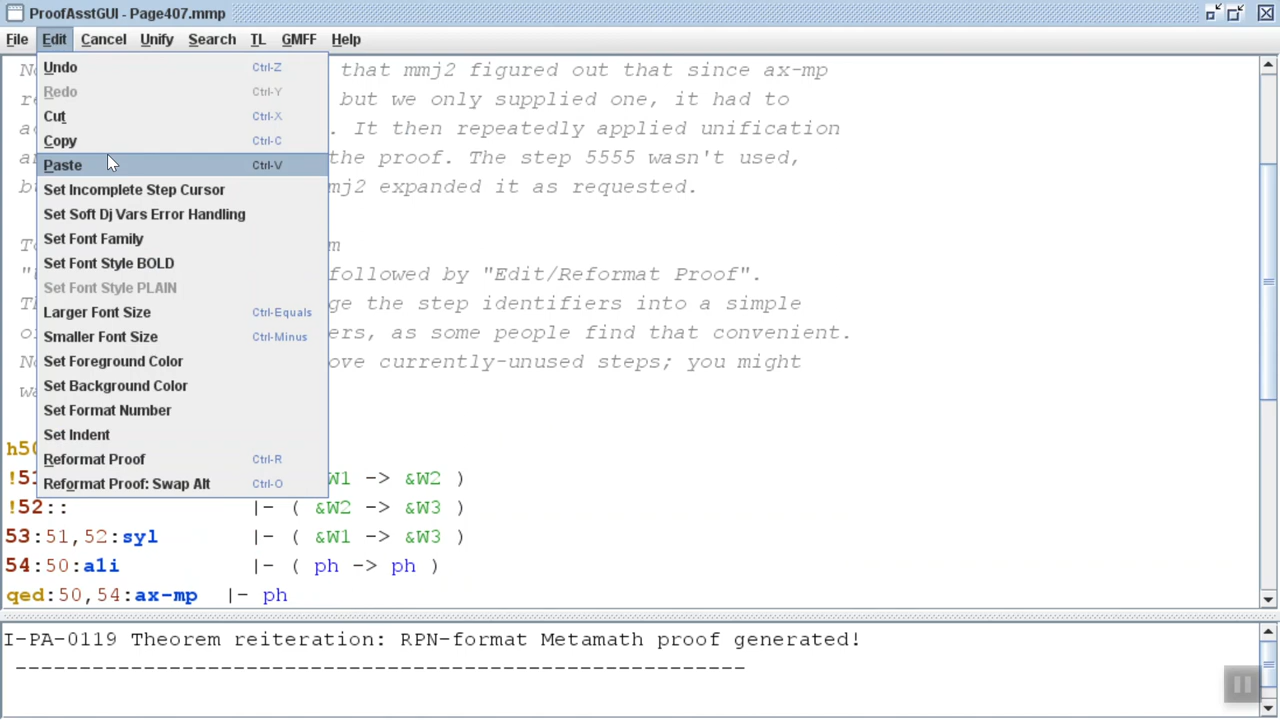 ProofAsstGUI - Page407.mmp
File Edit Cancel Unify Search TL GMFF Help
Undo Ctrl-Z
Redo Ctrl-Y
Cut Ctrl-X
Copy Ctrl-C
Paste Ctrl-V
Set Incomplete Step Cursor
Set Soft Dj Vars Error Handling
Set Font Family
Set Font Style BOLD
Set Font Style PLAIN
Larger Font Size Ctrl-Equals
Smaller Font Size Ctrl-Minus
Set Foreground Color
Set Background Color
Set Format Number
Set Indent
Reformat Proof Ctrl-R
Reformat Proof: Swap Alt Ctrl-O
that mmj2 figured out that since ax-mp
but we only supplied one, it had to
. It then repeatedly applied unification
the proof. The step 5555 wasn't used,
mj2 expanded it as requested.
followed by "Edit/Reformat Proof".
the step identifiers into a simple
ers, as some people find that convenient.
currently-unused steps; you might
h50
!51 &W1 -> &W2 )
!52:: |- ( &W2 -> &W3 )
53:51,52:syl |- ( &W1 -> &W3 )
54:50:a1i |- ( ph -> ph )
qed:50,54:ax-mp |- ph
I-PA-0119 Theorem reiteration: RPN-format Metamath proof generated!
----------------------------------------------------------